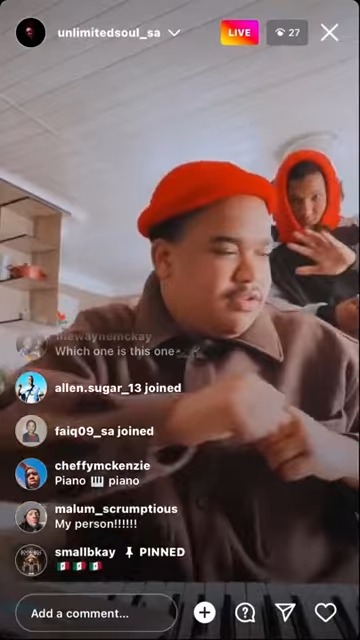 unlimitedsoul_sa
LIVE
27
thewaynemckay
Which one is this one
allen.sugar_13 joined
faiq09_sa joined
cheffymckenzie
Piano 🎹 piano
malum_scrumptious
My person!!!!!!
smallbkay PINNED
🇲🇽 🇲🇽 🇲🇽
Add a comment...